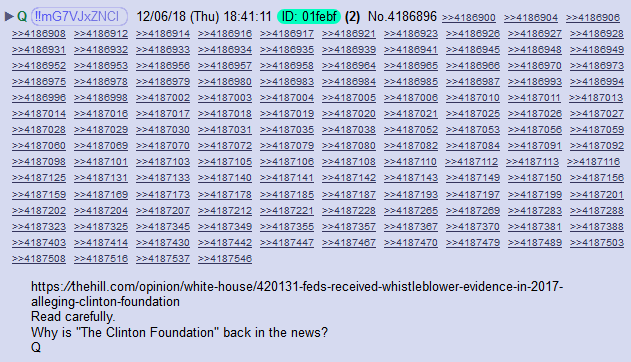 ▶ Q !!mG7VJxZNCI 12/06/18 (Thu) 18:41:11 ID: 01febf (2) No.4186896 >>4186900 >>4186904 >>4186906
>>4186908 >>4186912 >>4186914 >>4186916 >>4186917 >>4186921 >>4186923 >>4186926 >>4186927 >>4186928
>>4186931 >>4186932 >>4186933 >>4186934 >>4186935 >>4186939 >>4186941 >>4186945 >>4186948 >>4186949
>>4186952 >>4186953 >>4186956 >>4186957 >>4186958 >>4186964 >>4186965 >>4186966 >>4186970 >>4186973
>>4186975 >>4186978 >>4186979 >>4186980 >>4186983 >>4186984 >>4186985 >>4186987 >>4186993 >>4186994
>>4186996 >>4186998 >>4187002 >>4187003 >>4187004 >>4187005 >>4187006 >>4187010 >>4187011 >>4187013
>>4187014 >>4187016 >>4187017 >>4187018 >>4187019 >>4187020 >>4187021 >>4187025 >>4187026 >>4187027
>>4187028 >>4187029 >>4187030 >>4187031 >>4187035 >>4187038 >>4187052 >>4187053 >>4187056 >>4187059
>>4187060 >>4187069 >>4187070 >>4187072 >>4187079 >>4187080 >>4187082 >>4187084 >>4187091 >>4187092
>>4187098 >>4187101 >>4187103 >>4187105 >>4187106 >>4187108 >>4187110 >>4187112 >>4187113 >>4187116
>>4187125 >>4187131 >>4187133 >>4187140 >>4187141 >>4187142 >>4187143 >>4187149 >>4187150 >>4187156
>>4187159 >>4187169 >>4187173 >>4187178 >>4187185 >>4187187 >>4187193 >>4187197 >>4187199 >>4187201
>>4187202 >>4187204 >>4187207 >>4187212 >>4187221 >>4187228 >>4187265 >>4187269 >>4187283 >>4187288
>>4187323 >>4187325 >>4187345 >>4187349 >>4187355 >>4187357 >>4187367 >>4187370 >>4187381 >>4187388
>>4187403 >>4187414 >>4187430 >>4187442 >>4187447 >>4187467 >>4187470 >>4187479 >>4187489 >>4187503
>>4187508 >>4187516 >>4187537 >>4187546
https://thehill.com/opinion/white-house/420131-feds-received-whistleblower-evidence-in-2017-
alleging-clinton-foundation
Read carefully.
Why is "The Clinton Foundation" back in the news?
Q